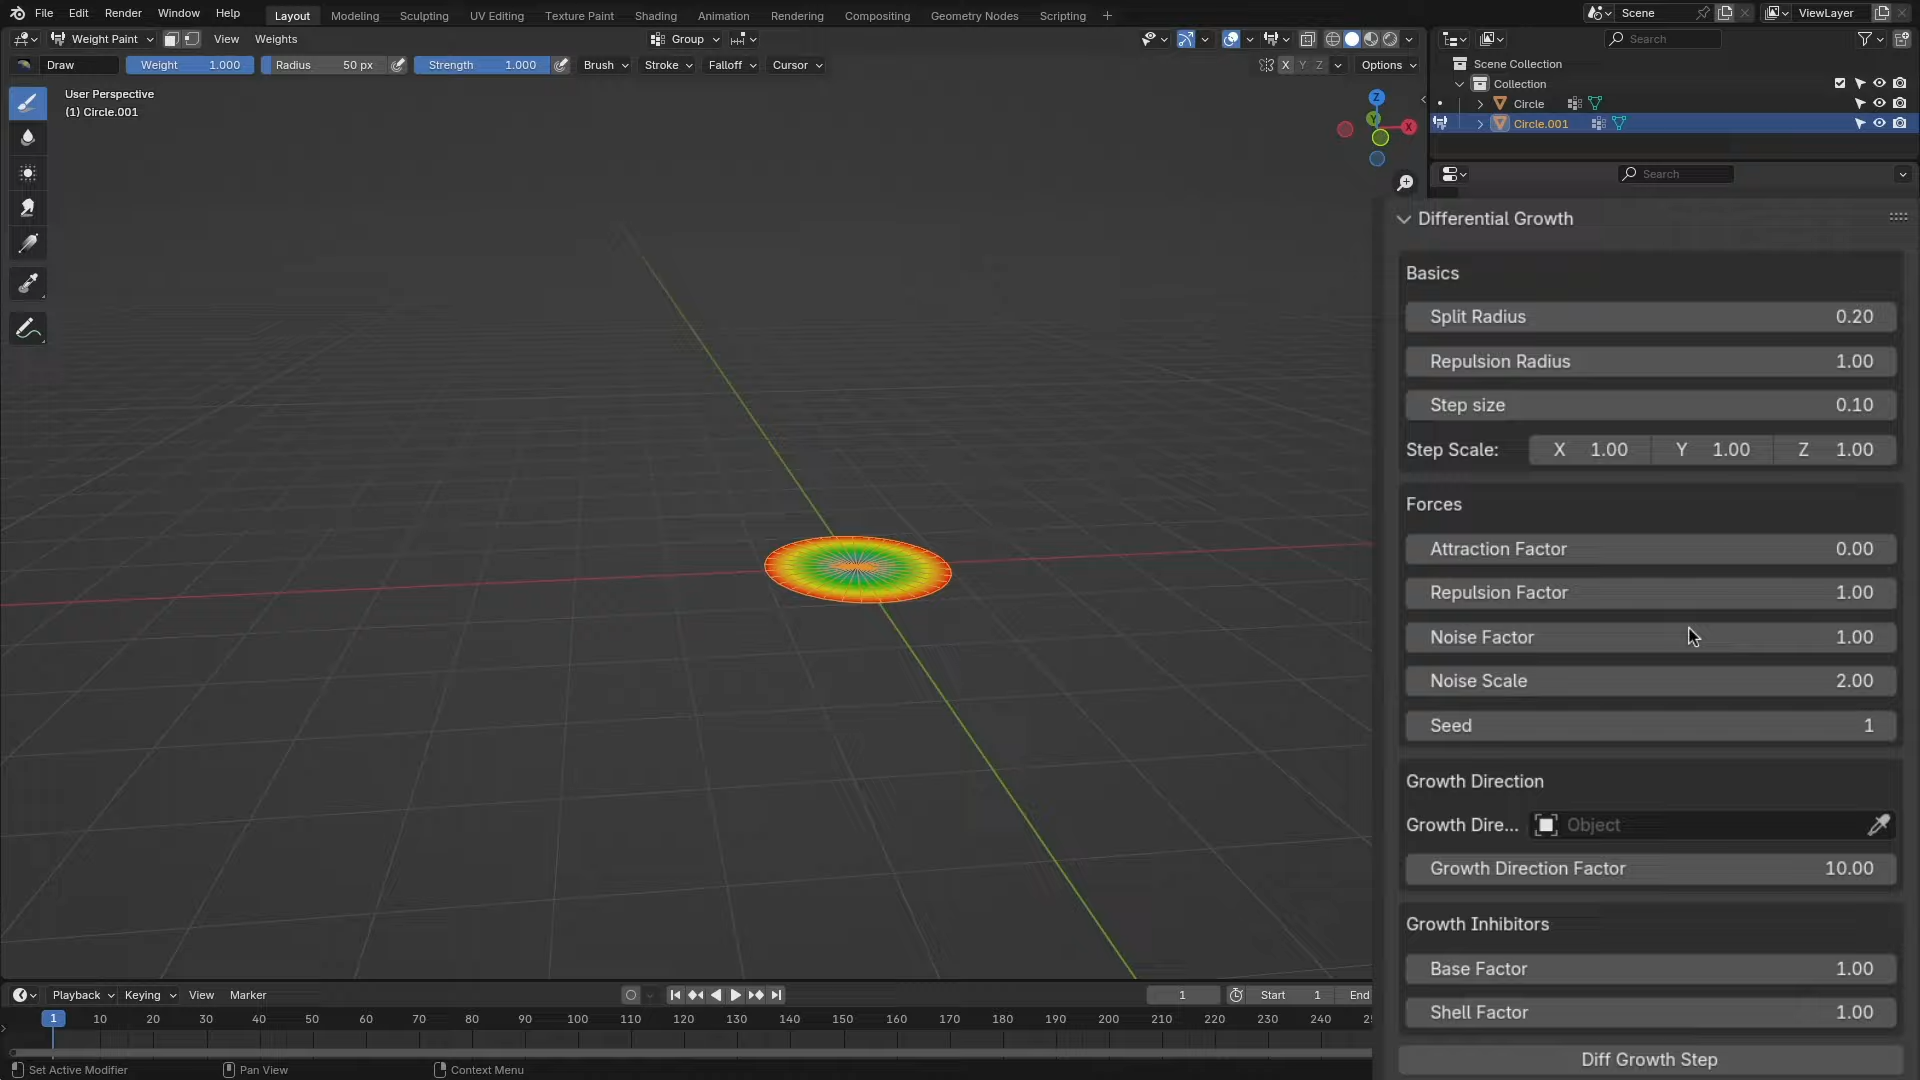 File Edit Render Window Help Layout Modeling Sculpting UV Editing Texture Paint Shading Animation Rendering Compositing Geometry Nodes Scripting + Scene ViewLayer
Weight Paint View Weights Group Search
Draw Weight 1.000 Radius 50 px Strength 1.000 Brush Stroke Falloff Cursor X Y Z Options
Scene Collection
Collection
Circle
Circle.001
Search
User Perspective
(1) Circle.001
Z
Y
X
Differential Growth
Basics
Split Radius 0.20
Repulsion Radius 1.00
Step size 0.10
Step Scale: X 1.00 Y 1.00 Z 1.00
Forces
Attraction Factor 0.00
Repulsion Factor 1.00
Noise Factor 1.00
Noise Scale 2.00
Seed 1
Growth Direction
Growth Dire... Object
Growth Direction Factor 10.00
Growth Inhibitors
Base Factor 1.00
Shell Factor 1.00
Diff Growth Step
Playback Keying View Marker 1 Start 1 End
1 10 20 30 40 50 60 70 80 90 100 110 120 130 140 150 160 170 180 190 200 210 220 230 240
Set Active Modifier Pan View Context Menu